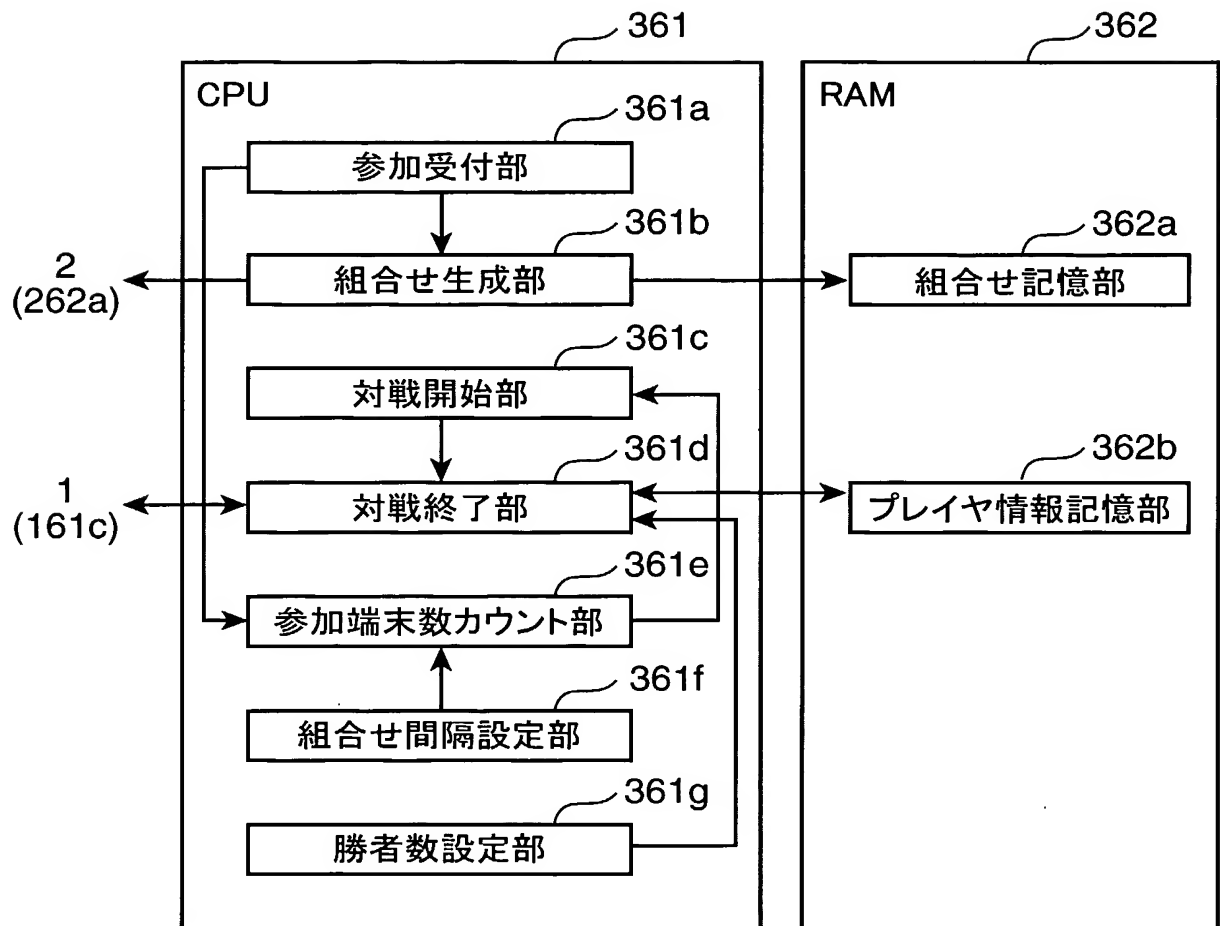 361
362
CPU
RAM
361a
参加受付部
361b
362a
2
(262a)
組合せ生成部
組合せ記憶部
361c
対戦開始部
361d
362b
1
(161c)
対戦終了部
プレイヤ情報記憶部
361e
参加端末数カウント部
361f
組合せ間隔設定部
361g
勝者数設定部